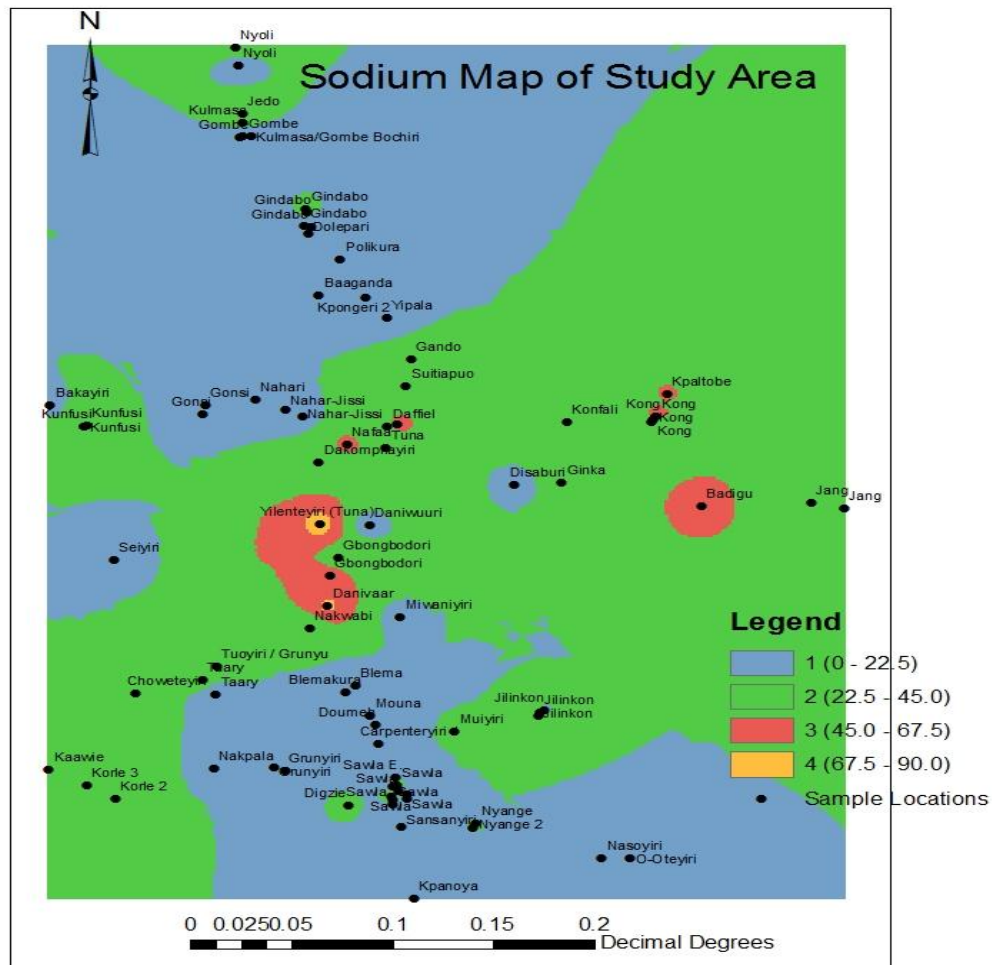 N
Nyoli
Nyoli
Sodium Map of Study Area
Jedo
Kulmasa
Gombe Gombe
Kulmasa/Gombe Bochiri
Gindabo Gindabo
Gindabo Gindabo
Dolepari
Polikura
Baaganda
Kpongeri 2 Yipala
Gando
Suitiapuo
Kpaltobe
Bakayiri
Gonsi Nahari
Gonsi Nahar-Jissi
Nahar-Jissi
Kunfusi Kunfusi
Kunfusi
Daffiel
Konfali
Kong Kong
Kong
Kong
Nafaa Tuna
Dakompilayiri
Disaburi Ginka
Badigu
Jang Jang
Yilenteyiri (Tuna) Daniwuuri
Seiyiri
Gbongbodori
Gbongbodori
Danivaar
Miwaniyiri
Nakwabi
Legend
Tuoyiri / Grunyu
Taary
Choweteyiri Taary
Blema
Blemakura
1 (0 - 22.5)
2 (22.5 - 45.0)
3 (45.0 - 67.5)
4 (67.5 - 90.0)
Sample Locations
Mouna
Doumeh
Jilinkon Jilinkon
Jilinkon
Muiyiri
Carpenteryiri
Kaawie
Nakpala Grunyiri
Grunyiri
Sawla E. Sawla
Korle 3
Korle 2
Sawla
Digzie Sawla Sawla
Sawla Sawla
Sansanyiri
Nyange
Nyange 2
Nasoyiri
O-Oteyiri
Kpanoya
0 0.025 0.05 0.1 0.2
Decimal Degrees